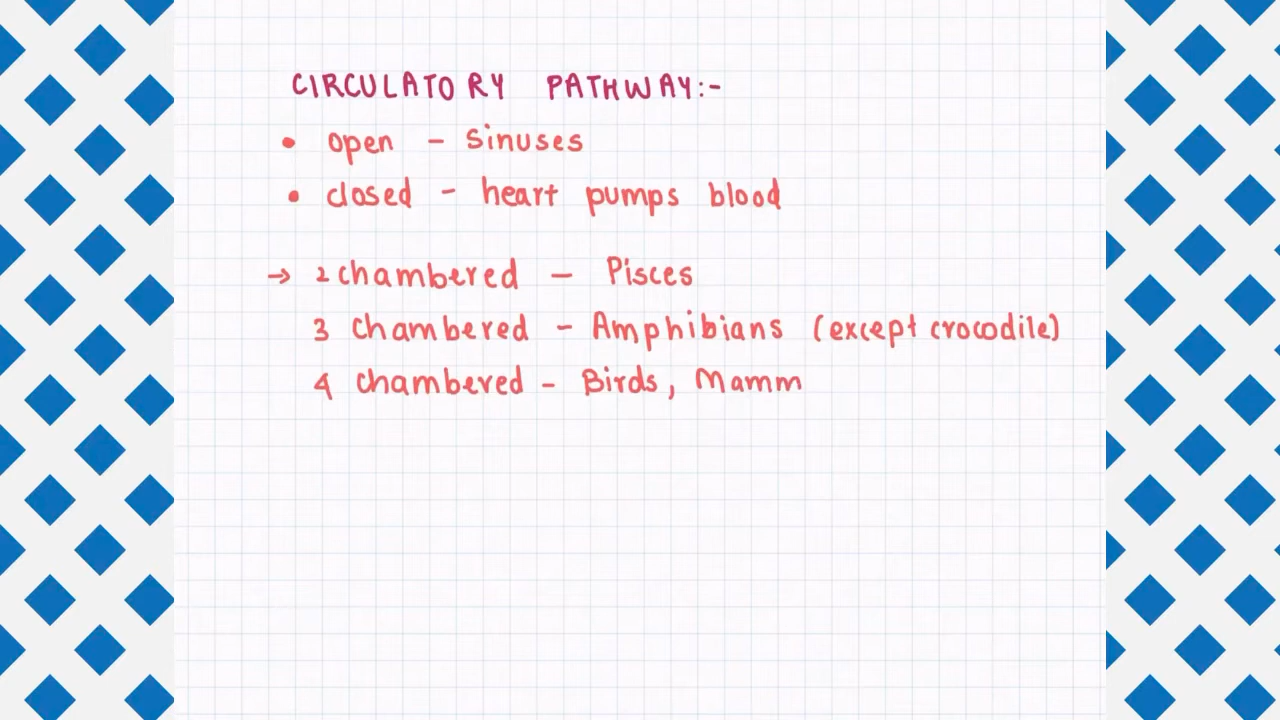 CIRCULATORY PATHWAY:-
• open - Sinuses
• closed - heart pumps blood
→ 2 chambered - Pisces
3 chambered - Amphibians (except crocodile)
4 chambered - Birds, Mamm